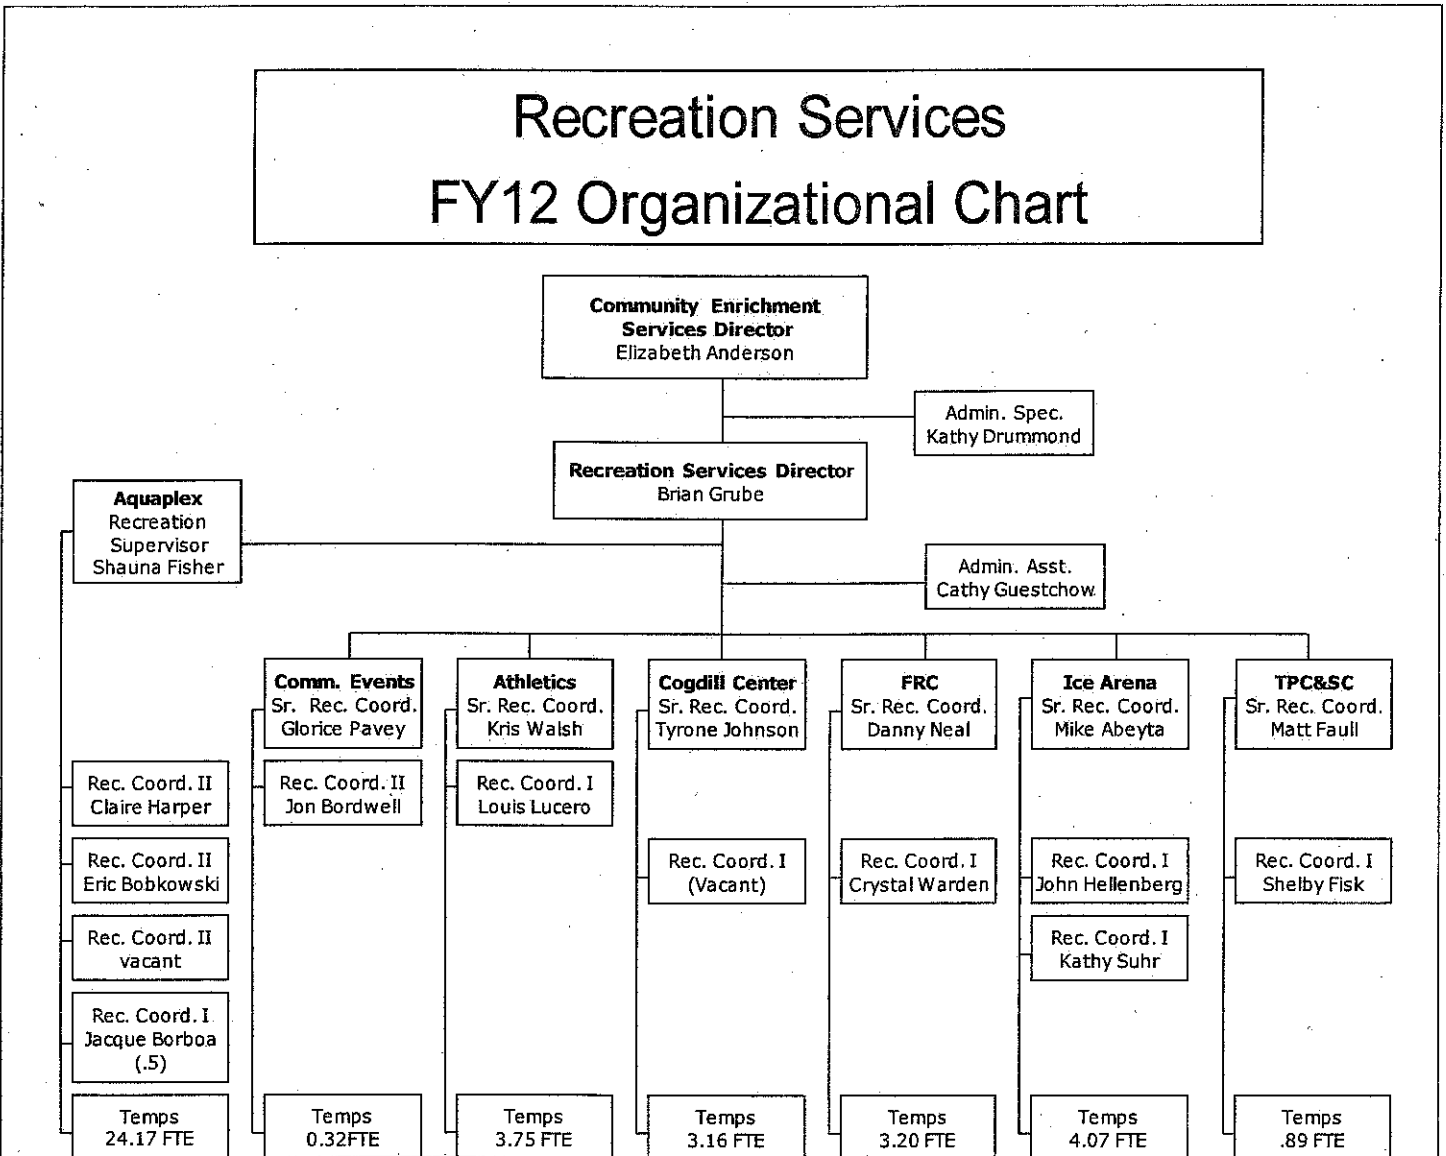 Recreation Services
FY12 Organizational Chart
Community Enrichment
Services Director
Elizabeth Anderson
Admin. Spec.
Kathy Drummond
Recreation Services Director
Brian Grube
Aquaplex
Recreation
Supervisor
Shauna Fisher
Admin. Asst.
Cathy Guestchow
Comm. Events
Sr. Rec. Coord.
Glorice Pavey
Athletics
Sr. Rec. Coord.
Kris Walsh
Cogdill Center
Sr. Rec. Coord.
Tyrone Johnson
FRC
Sr. Rec. Coord.
Danny Neal
Ice Arena
Sr. Rec. Coord.
Mike Abeyta
TPC&SC
Sr. Rec. Coord.
Matt Faull
Rec. Coord. II
Claire Harper
Rec. Coord. II
Jon Bordwell
Rec. Coord. I
Louis Lucero
Rec. Coord. II
Eric Bobkowski
Rec. Coord. I
(Vacant)
Rec. Coord. I
Crystal Warden
Rec. Coord. I
John Hellenberg
Rec. Coord. I
Shelby Fisk
Rec. Coord. II
vacant
Rec. Coord. I
Kathy Suhr
Rec. Coord. I
Jacque Borboa
(.5)
Temps
24.17 FTE
Temps
0.32FTE
Temps
3.75 FTE
Temps
3.16 FTE
Temps
3.20 FTE
Temps
4.07 FTE
Temps
.89 FTE